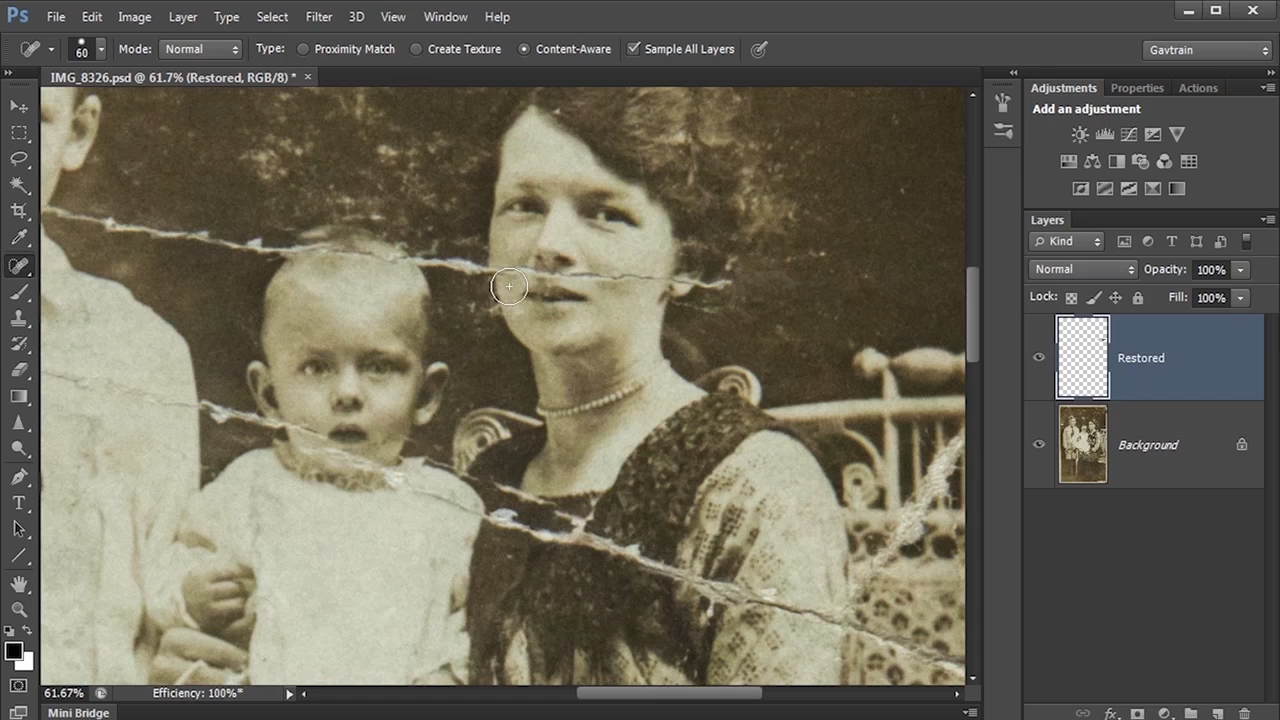 Ps File Edit Image Layer Type Select Filter 3D View Window Help
60 Mode: Normal Type: Proximity Match Create Texture Content-Aware Sample All Layers Gavtrain
IMG_8326.psd @ 61.7% (Restored, RGB/8) * ×
Adjustments Properties Actions
Add an adjustment
Layers
Kind
Normal Opacity: 100%
Lock: Fill: 100%
Restored
Background
T
61.67% Efficiency: 100%*
Mini Bridge
fx